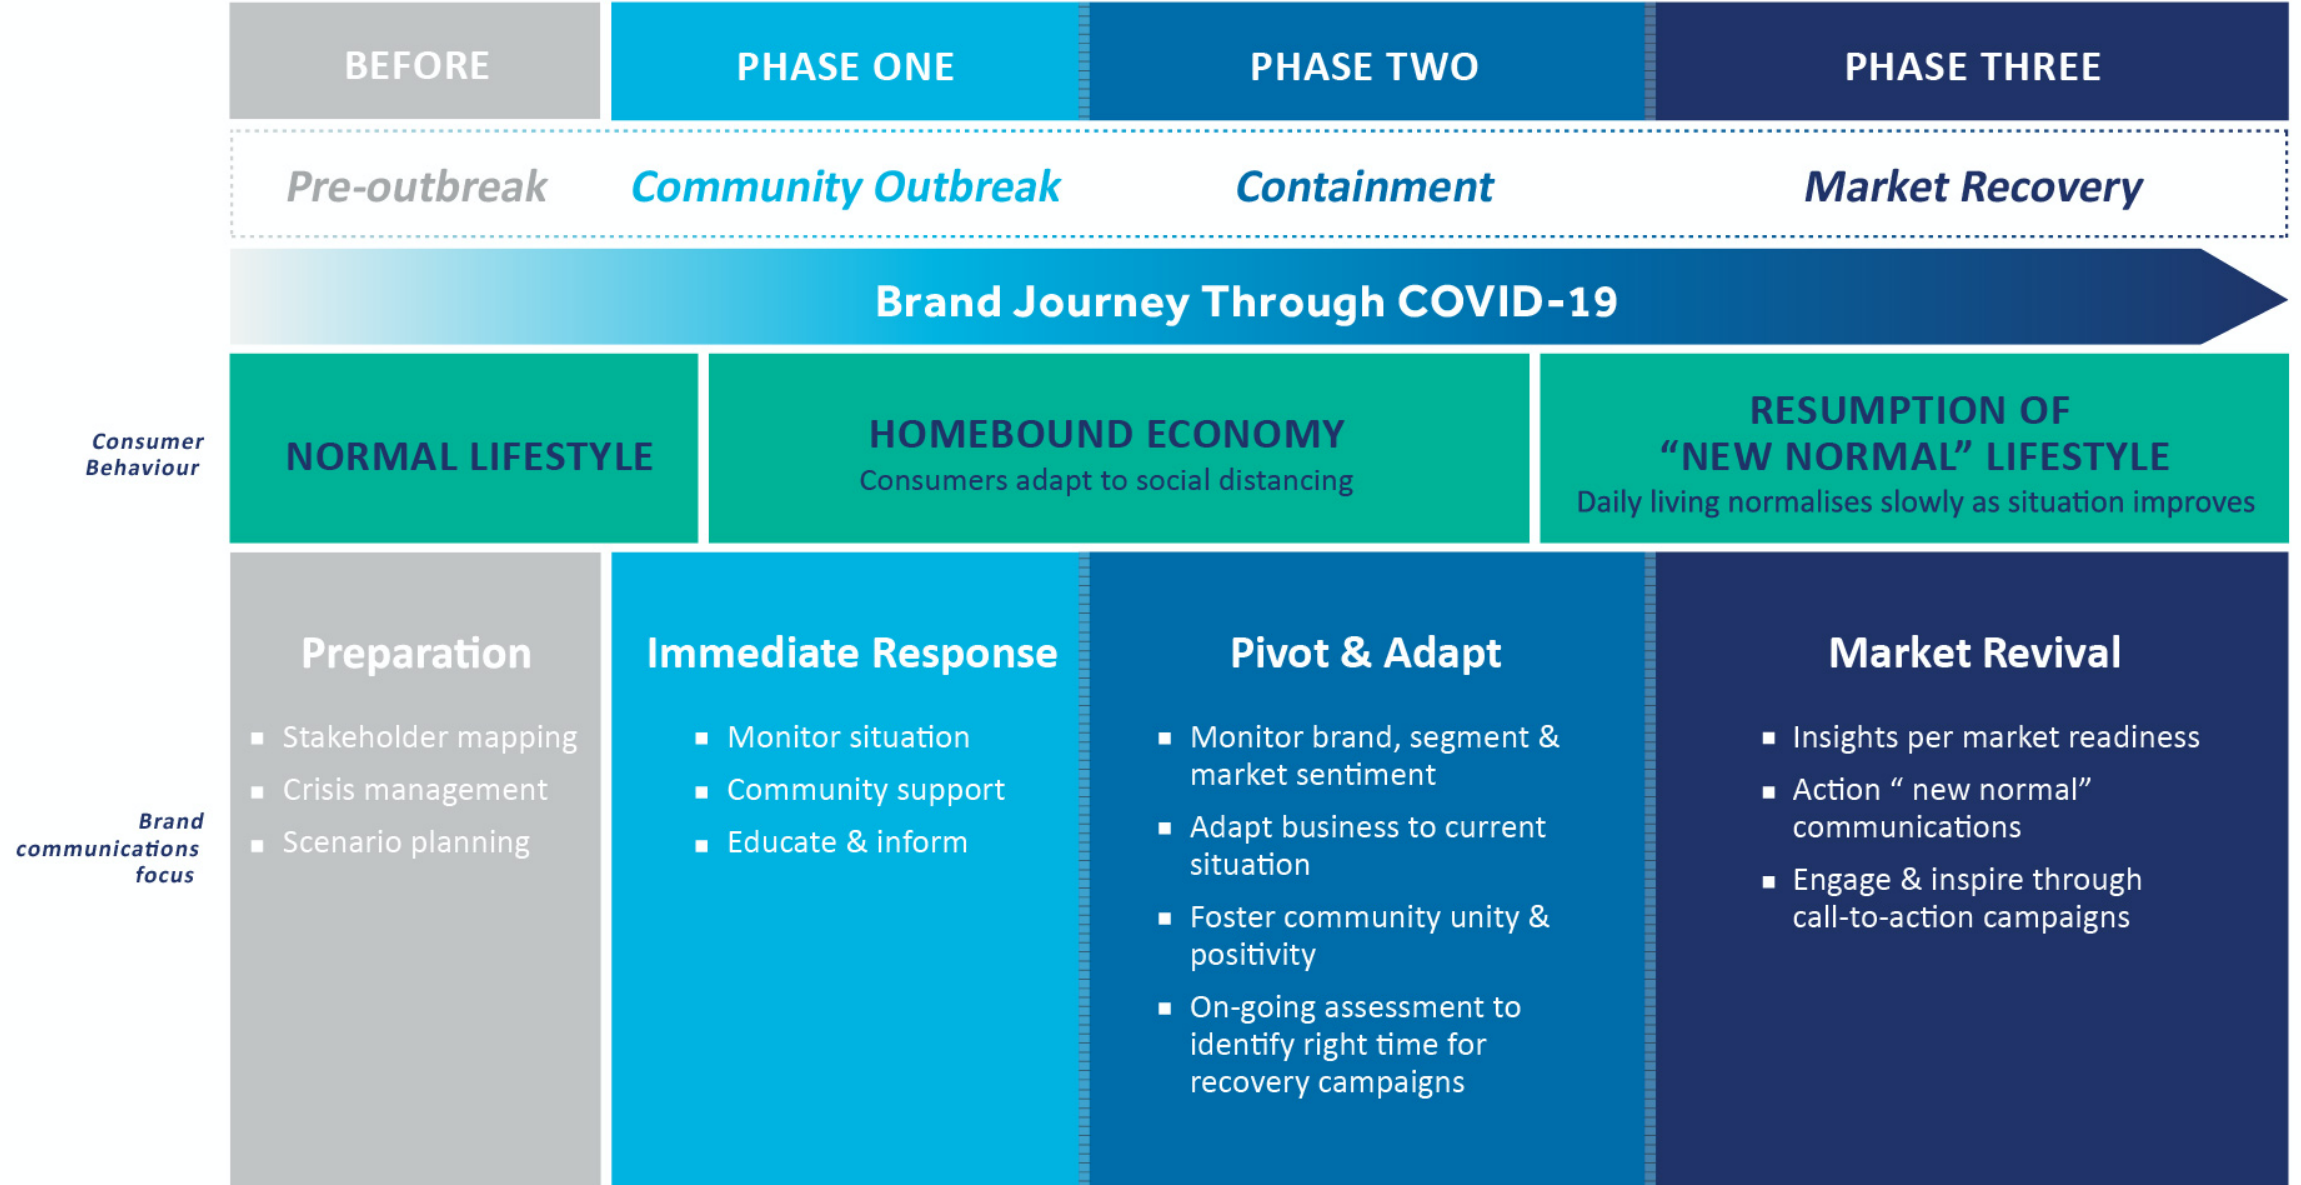 BEFORE
PHASE ONE
PHASE TWO
PHASE THREE
Pre-outbreak
Community Outbreak
Containment
Market Recovery
Brand Journey Through COVID-19
Consumer
Behaviour
NORMAL LIFESTYLE
HOMEBOUND ECONOMY
Consumers adapt to social distancing
RESUMPTION OF
“NEW NORMAL” LIFESTYLE
Daily living normalises slowly as situation improves
Brand
communications
focus
Preparation
▪ Stakeholder mapping
▪ Crisis management
▪ Scenario planning
Immediate Response
▪ Monitor situation
▪ Community support
▪ Educate & inform
Pivot & Adapt
▪ Monitor brand, segment &
market sentiment
▪ Adapt business to current
situation
▪ Foster community unity &
positivity
▪ On-going assessment to
identify right time for
recovery campaigns
Market Revival
▪ Insights per market readiness
▪ Action “ new normal”
communications
▪ Engage & inspire through
call-to-action campaigns